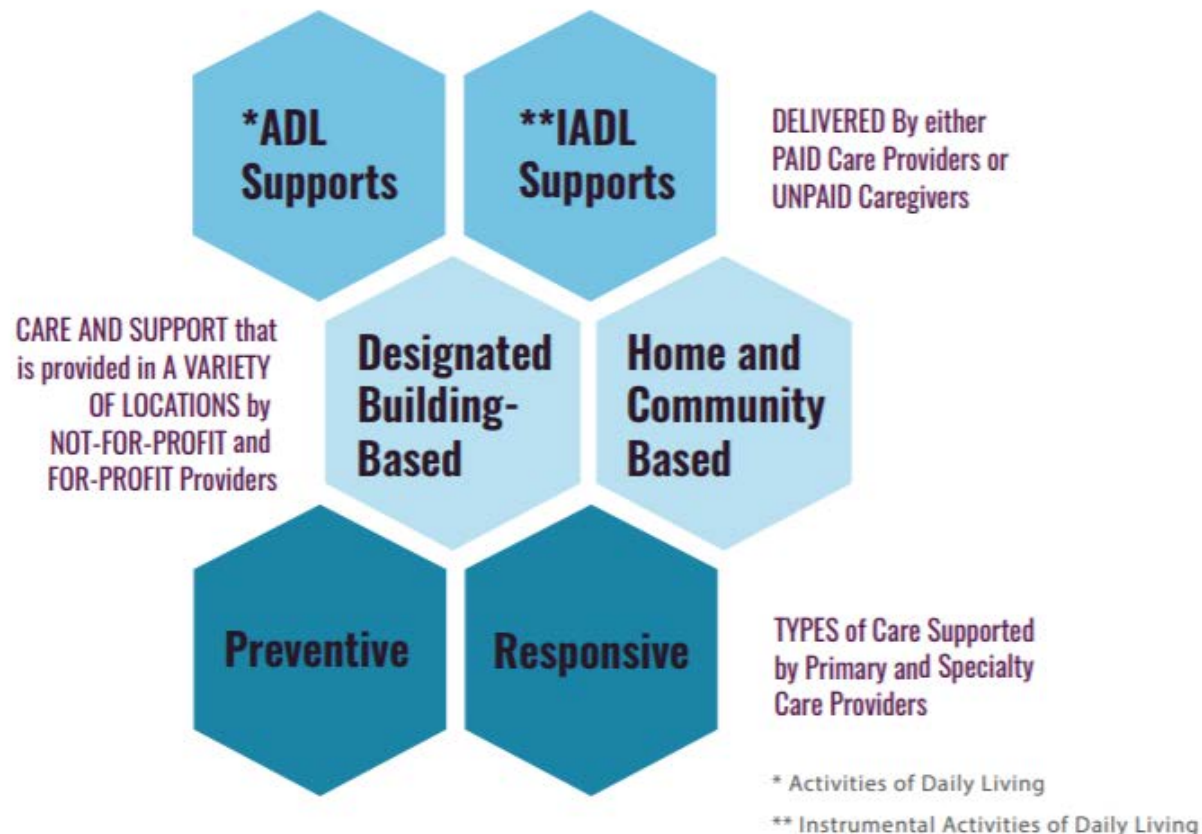 *ADL
Supports
**IADL
Supports
DELIVERED By either
PAID Care Providers or
UNPAID Caregivers
CARE AND SUPPORT that
is provided in A VARIETY
OF LOCATIONS by
NOT-FOR-PROFIT and
FOR-PROFIT Providers
Designated
Building-
Based
Home and
Community
Based
Preventive
Responsive
TYPES of Care Supported
by Primary and Specialty
Care Providers
* Activities of Daily Living
** Instrumental Activities of Daily Living